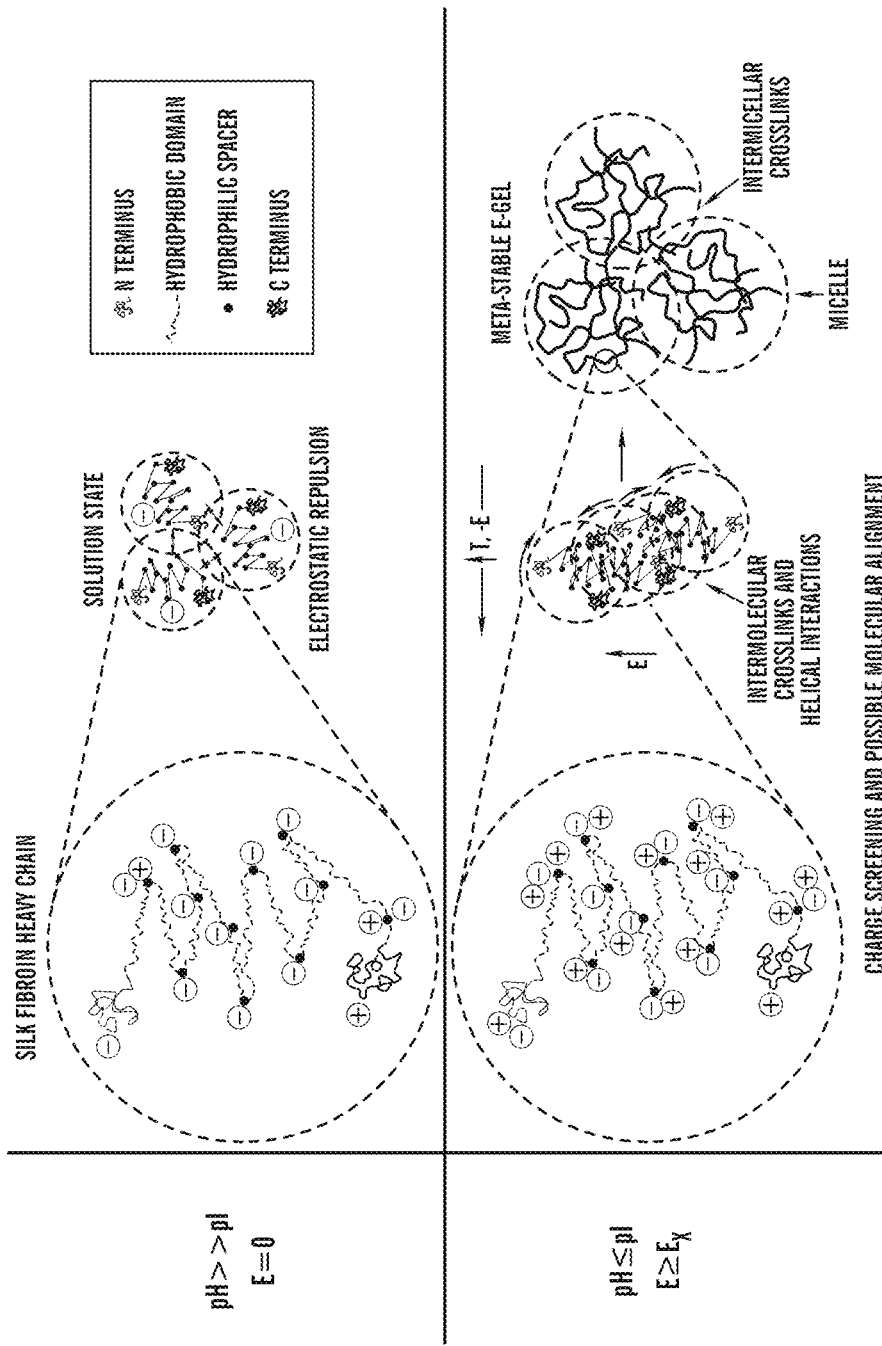 pH>>pI
E=0
SILK FIBROIN HEAVY CHAIN
SOLUTION STATE
ELECTROSTATIC REPULSION
N TERMINUS
HYDROPHOBIC DOMAIN
HYDROPHILIC SPACER
C TERMINUS
pH≤pI
E≥Eₓ
E
T, -E
INTERMOLECULAR
CROSSLINKS AND
HELICAL INTERACTIONS
META-STABLE E-GEL
INTERMICELLAR
CROSSLINKS
MICELLE
CHARGE SCREENING AND POSSIBLE MOLECULAR ALIGNMENT